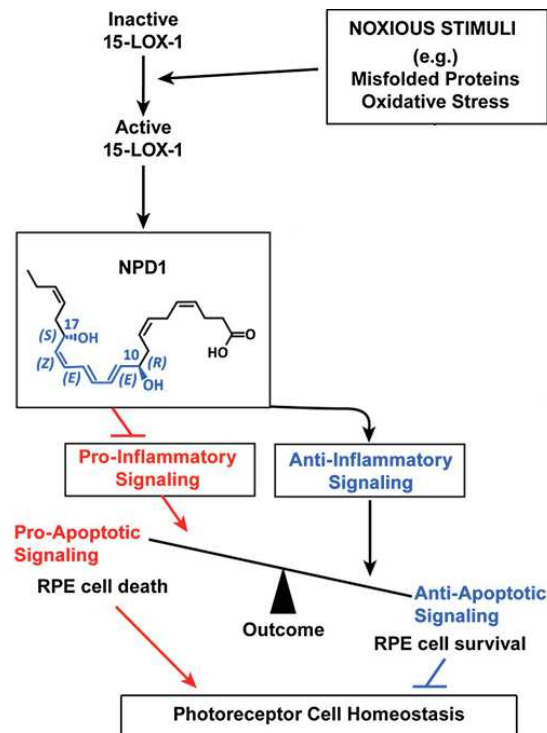 Inactive
15-LOX-1
NOXIOUS STIMULI
(e.g.)
Misfolded Proteins
Oxidative Stress
Active
15-LOX-1
NPD1
17
(S)
OH
(Z)
(E)
10
(E)
(R)
OH
HO
O
Pro-Inflammatory
Signaling
Anti-Inflammatory
Signaling
Pro-Apoptotic
Signaling
RPE cell death
Outcome
Anti-Apoptotic
Signaling
RPE cell survival
Photoreceptor Cell Homeostasis